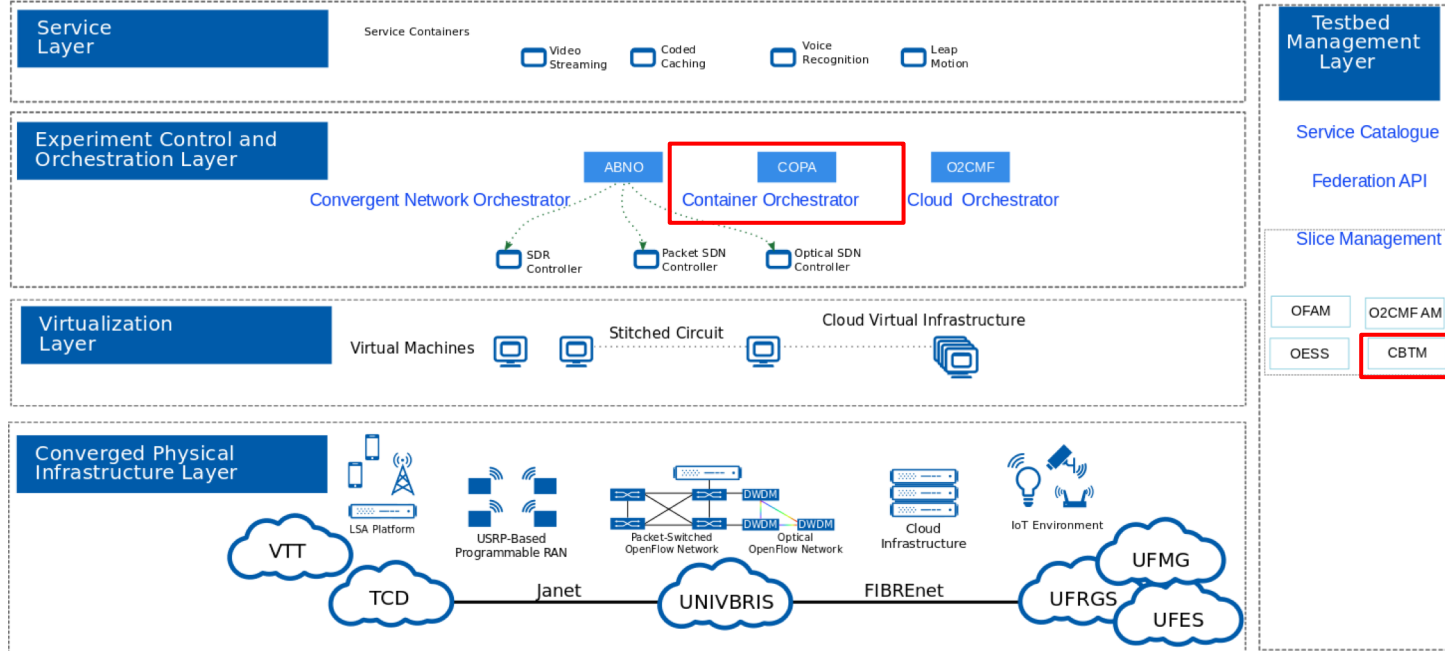 Service
Layer
Service Containers
Video
Streaming
Coded
Caching
Voice
Recognition
Leap
Motion
Experiment Control and
Orchestration Layer
ABNO
COPA
O2CMF
Convergent Network Orchestrator
Container Orchestrator
Cloud Orchestrator
SDR
Controller
Packet SDN
Controller
Optical SDN
Controller
Virtualization
Layer
Virtual Machines
Stitched Circuit
Cloud Virtual Infrastructure
Converged Physical
Infrastructure Layer
LSA Platform
USRP-Based
Programmable RAN
DWDM
DWDM
DWDM
Packet-Switched
OpenFlow Network
Optical
OpenFlow Network
Cloud
Infrastructure
IoT Environment
VTT
TCD
Janet
UNIVBRIS
FIBREnet
UFRGS
UFMG
UFES
Testbed
Management
Layer
Service Catalogue
Federation API
Slice Management
OFAM
O2CMF AM
OESS
CBTM